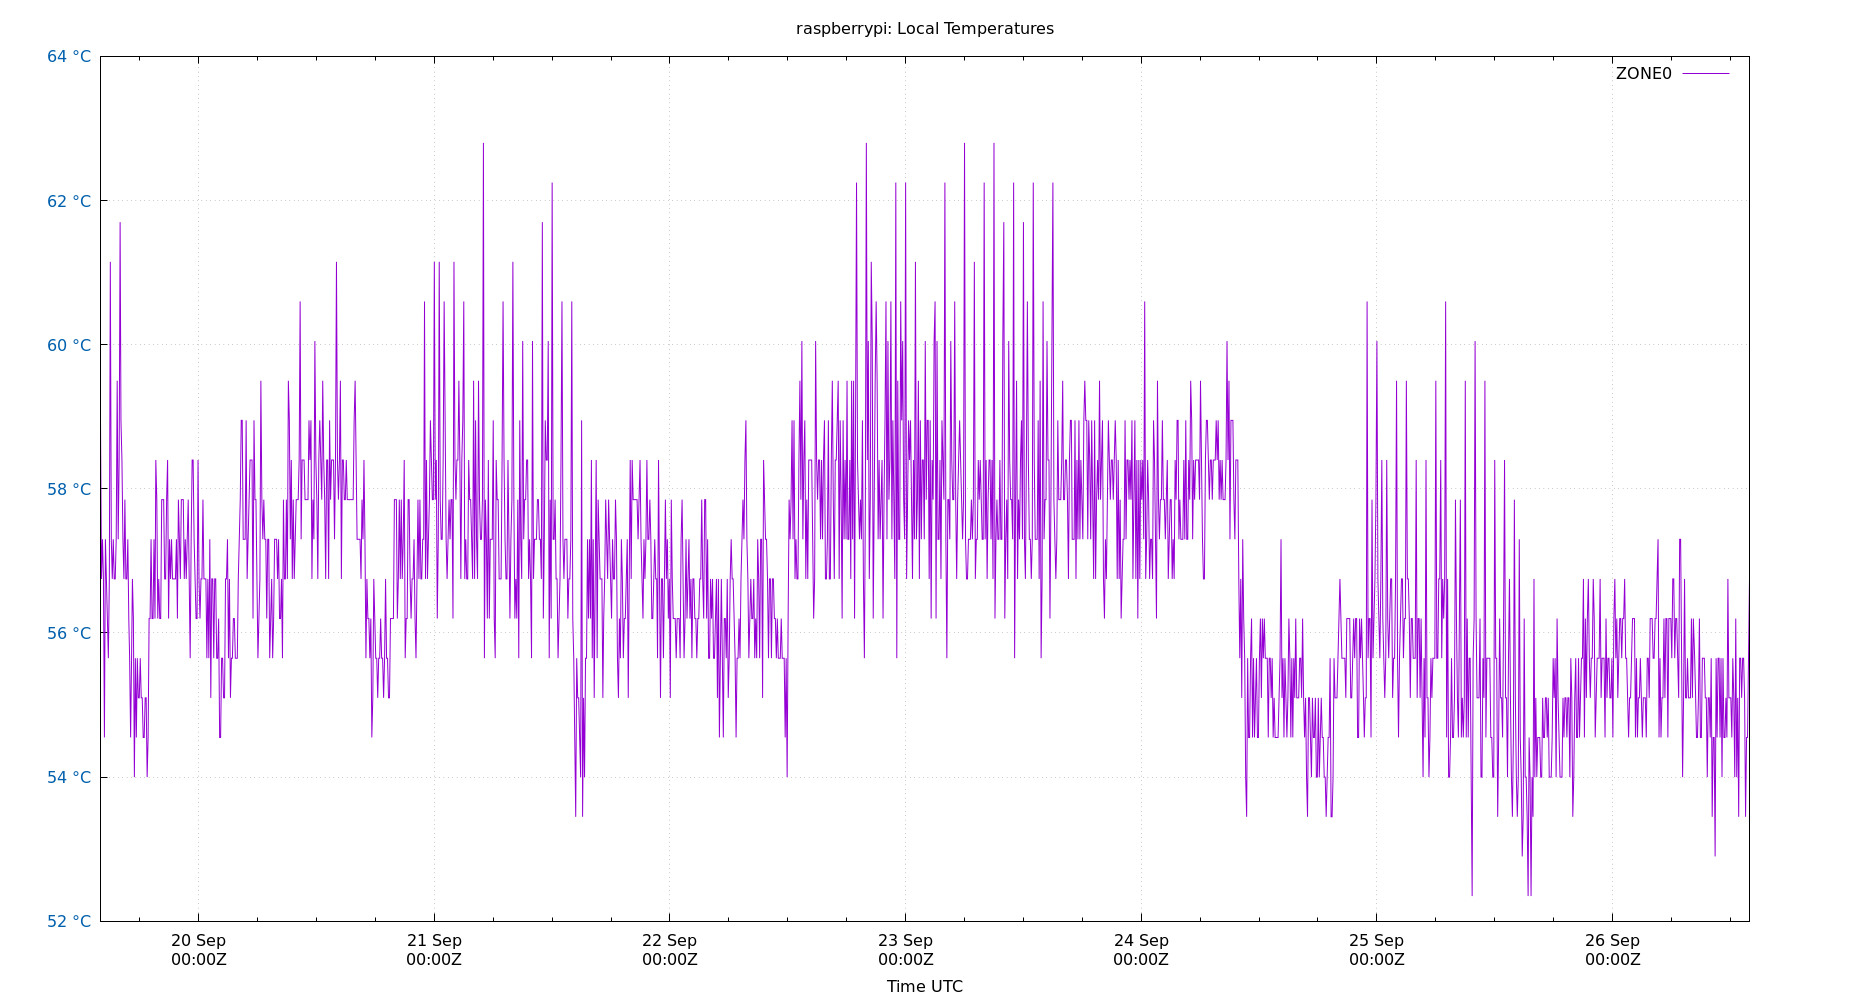 raspberrypi: Local Temperatures
64 °C
ZONE0
62 °C
60 °C
58 °C
56 °C
54 °C
52 °C
20 Sep 21 Sep 22 Sep 23 Sep 24 Sep 25 Sep 26 Sep
00:00Z 00:00Z 00:00Z 00:00Z 00:00Z 00:00Z 00:00Z
Time UTC